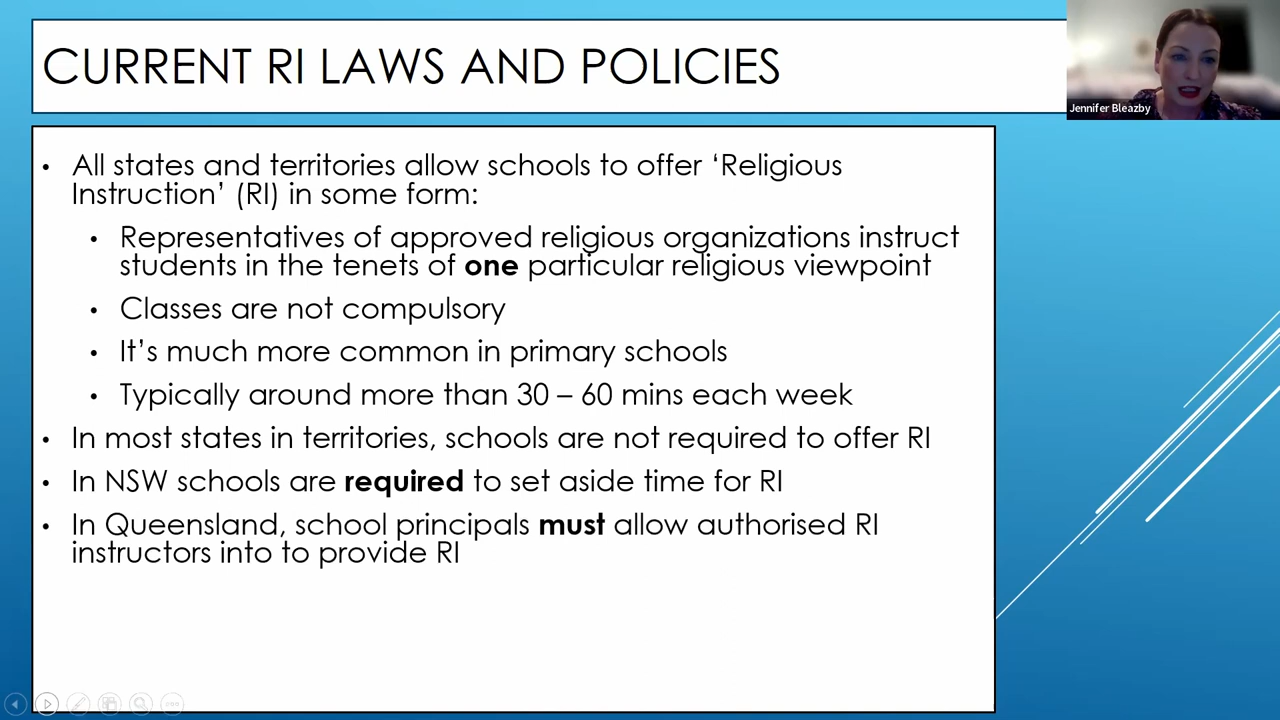 CURRENT RI LAWS AND POLICIES
Jennifer Bleazby
• All states and territories allow schools to offer ‘Religious
Instruction’ (RI) in some form:
• Representatives of approved religious organizations instruct
students in the tenets of one particular religious viewpoint
• Classes are not compulsory
• It’s much more common in primary schools
• Typically around more than 30 – 60 mins each week
• In most states in territories, schools are not required to offer RI
• In NSW schools are required to set aside time for RI
• In Queensland, school principals must allow authorised RI
instructors into to provide RI